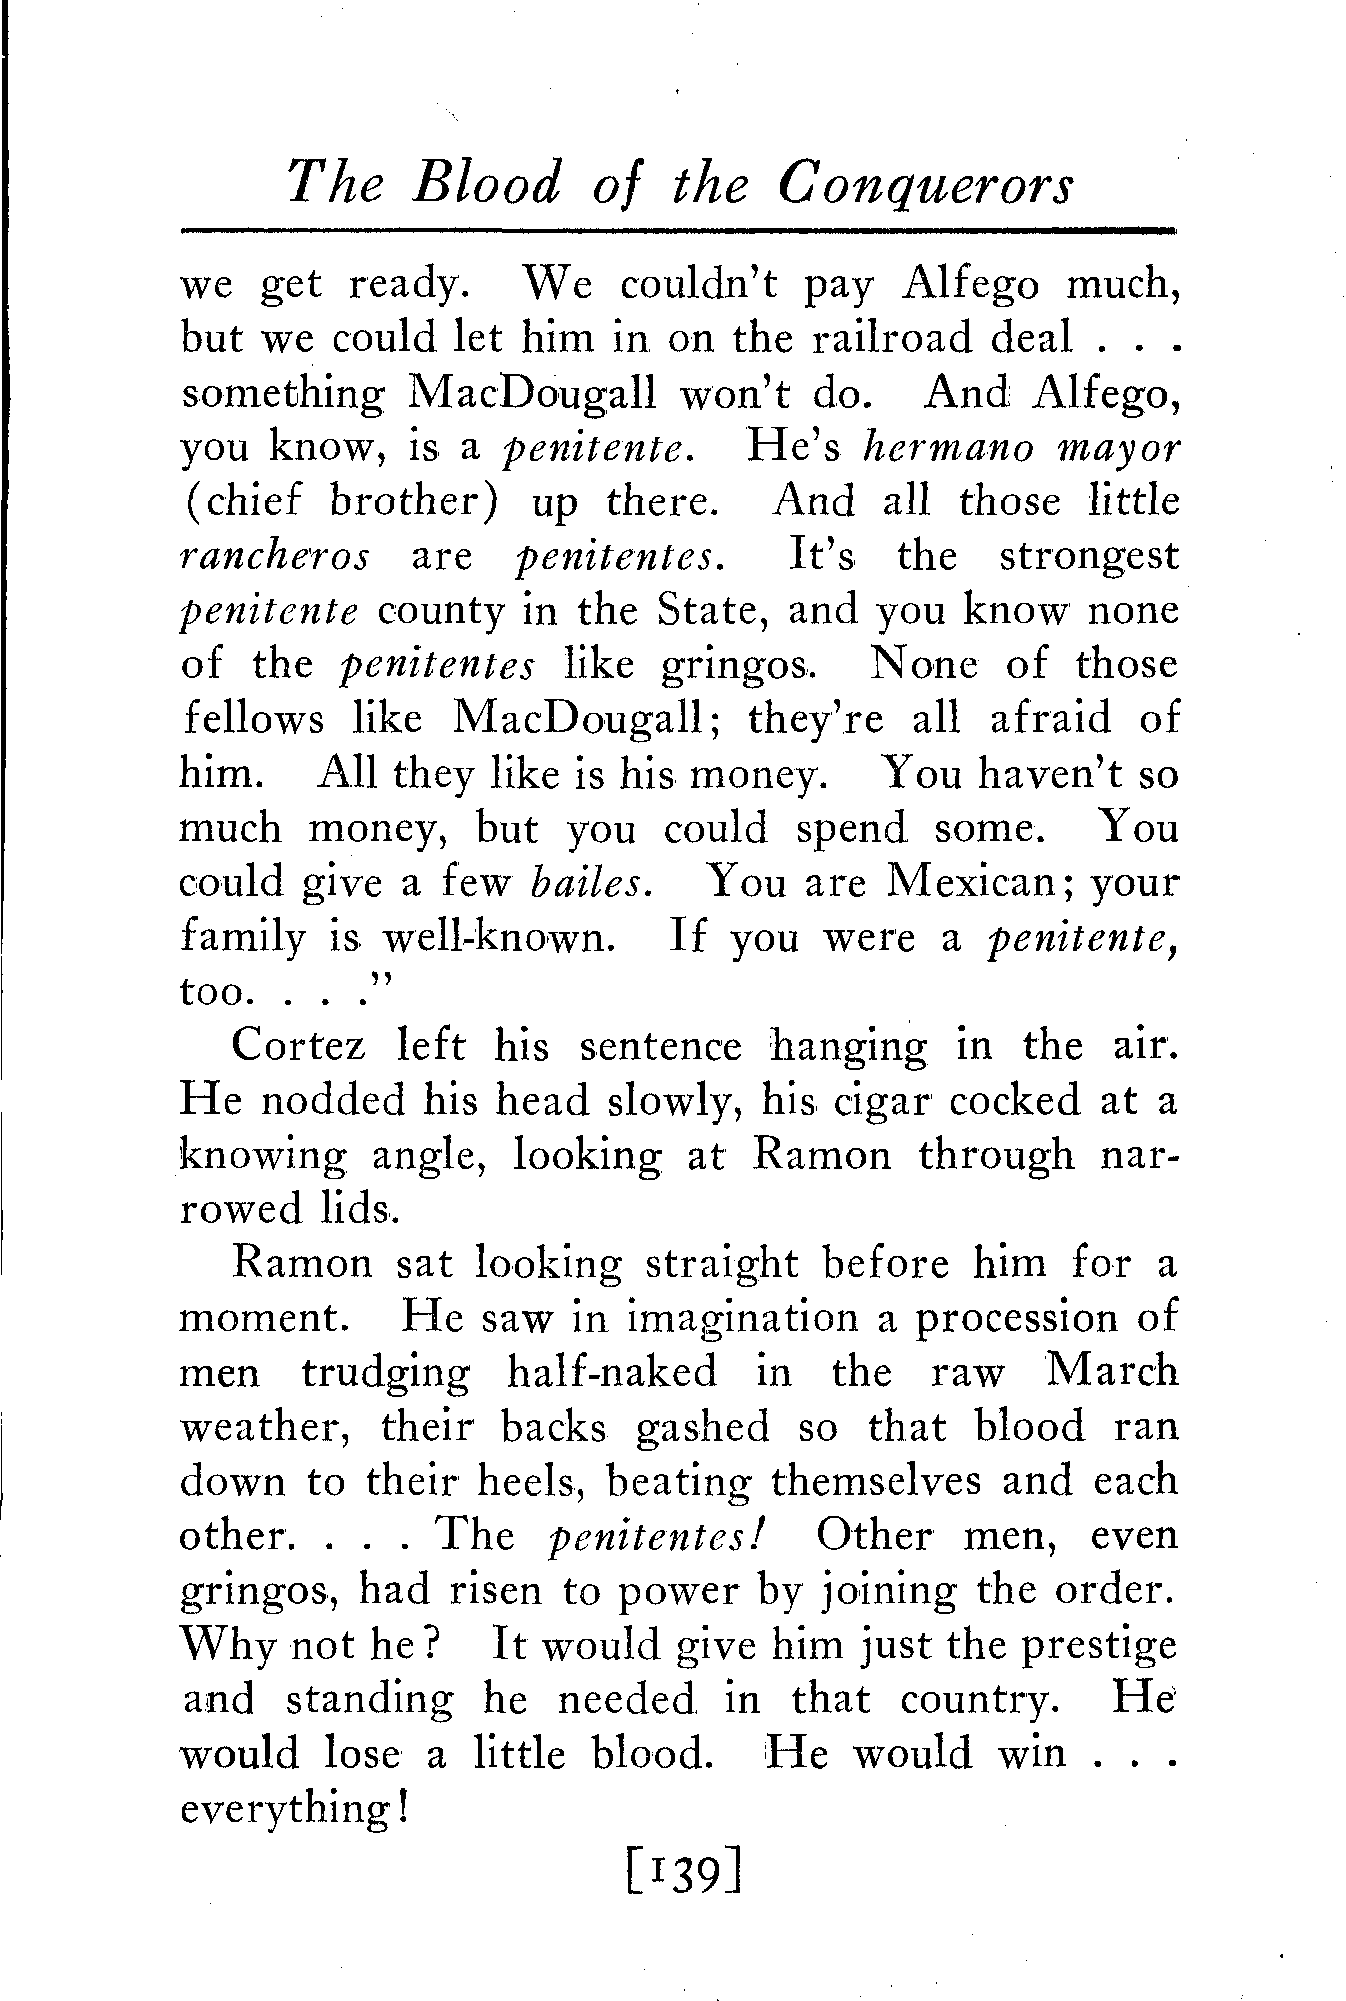 The Blood of the Conquerors
we get ready. We couldn't pay Alfego much,
but we could let him in on the railroad deal . . .
something MacDougall won't do. And Alfego,
you know, is a penitente. He's hermano mayor
(chief brother) up there. And all those little
rancheros are penitentes. It's the strongest
penitente county in the State, and you know none
of the penitentes like gringos. None of those
fellows like MacDougall; they're all afraid of
him. All they like is his money. You haven't so
much money, but you could spend some. You
could give a few bailes. You are Mexican; your
family is well-known. If you were a penitente,
too. . . ."
Cortez left his sentence hanging in the air.
He nodded his head slowly, his cigar cocked at a
knowing angle, looking at Ramon through nar-
rowed lids.
Ramon sat looking straight before him for a
moment. He saw in imagination a procession of
men trudging half-naked in the raw March
weather, their backs gashed so that blood ran
down to their heels, beating themselves and each
other. . . . The penitentes! Other men, even
gringos, had risen to power by joining the order.
Why not he? It would give him just the prestige
and standing he needed in that country. He
would lose a little blood. He would win . . .
everything!
[139]